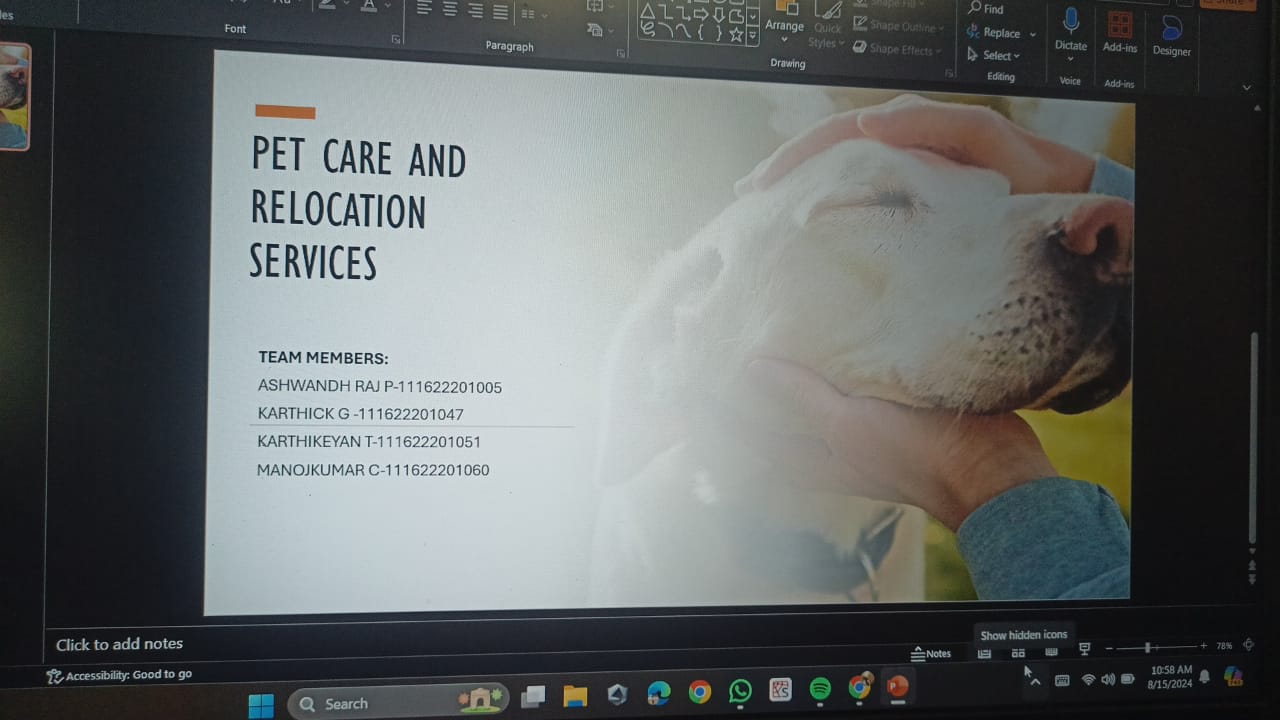 Font
Paragraph
Arrange
Quick
Styles
Shape Fill
Shape Outline
Shape Effects
Drawing
Find
Replace
Select
Editing
Dictate
Voice
Add-ins
Add-ins
Designer
PET CARE AND
RELOCATION
SERVICES
TEAM MEMBERS:
ASHWANDH RAJ P-111622201005
KARTHICK G -111622201047
KARTHIKEYAN T-111622201051
MANOJKUMAR C-111622201060
Click to add notes
Show hidden icons
Notes
78%
Accessibility: Good to go
Search
10:58 AM
8/15/2024